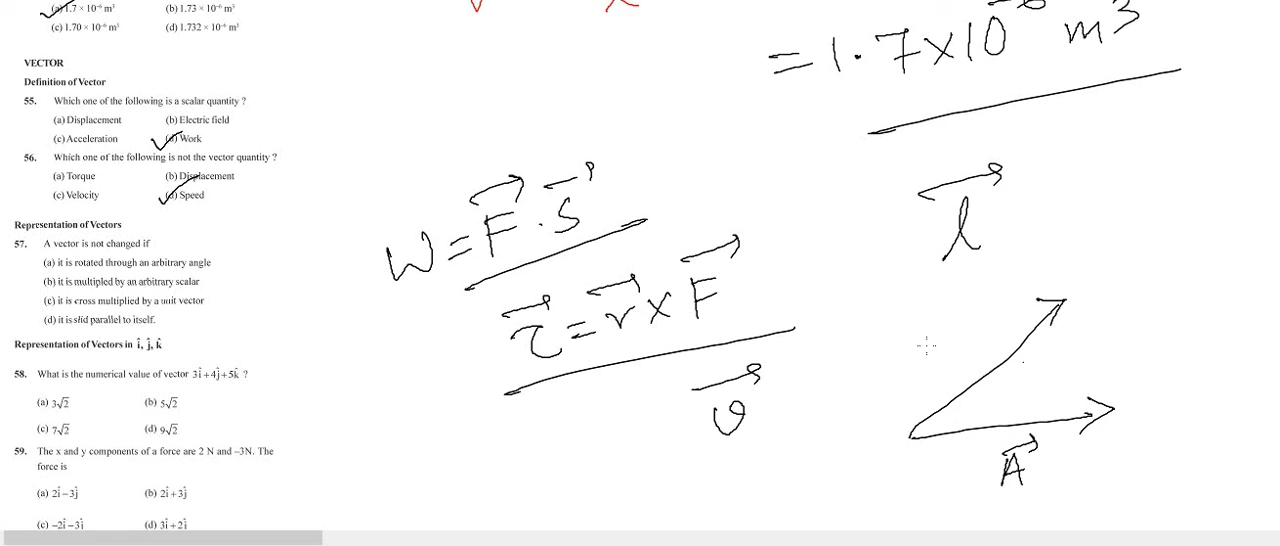 (a) 1.7 × 10⁻⁶ m³ (b) 1.73 × 10⁻⁶ m³
(c) 1.70 × 10⁻⁶ m³ (d) 1.732 × 10⁻⁶ m³
VECTOR
Definition of Vector
55. Which one of the following is a scalar quantity ?
(a) Displacement (b) Electric field
(c) Acceleration (d) Work
56. Which one of the following is not the vector quantity ?
(a) Torque (b) Displacement
(c) Velocity (d) Speed
Representation of Vectors
57. A vector is not changed if
(a) it is rotated through an arbitrary angle
(b) it is multipled by an arbitrary scalar
(c) it is cross multiplied by a unit vector
(d) it is slid parallel to itself.
Representation of Vectors in î, ĵ, k̂
58. What is the numerical value of vector 3î + 4ĵ + 5k̂ ?
(a) 3√2 (b) 5√2
(c) 7√2 (d) 9√2
59. The x and y components of a force are 2 N and –3N. The
force is
(a) 2î – 3ĵ (b) 2î + 3ĵ
(c) –2î – 3ĵ (d) 3î + 2ĵ
= 1.7 × 10⁻⁶ m³
W = F⃗ . s⃗
τ⃗ = r⃗ × F⃗
v⃗
l⃗
A⃗